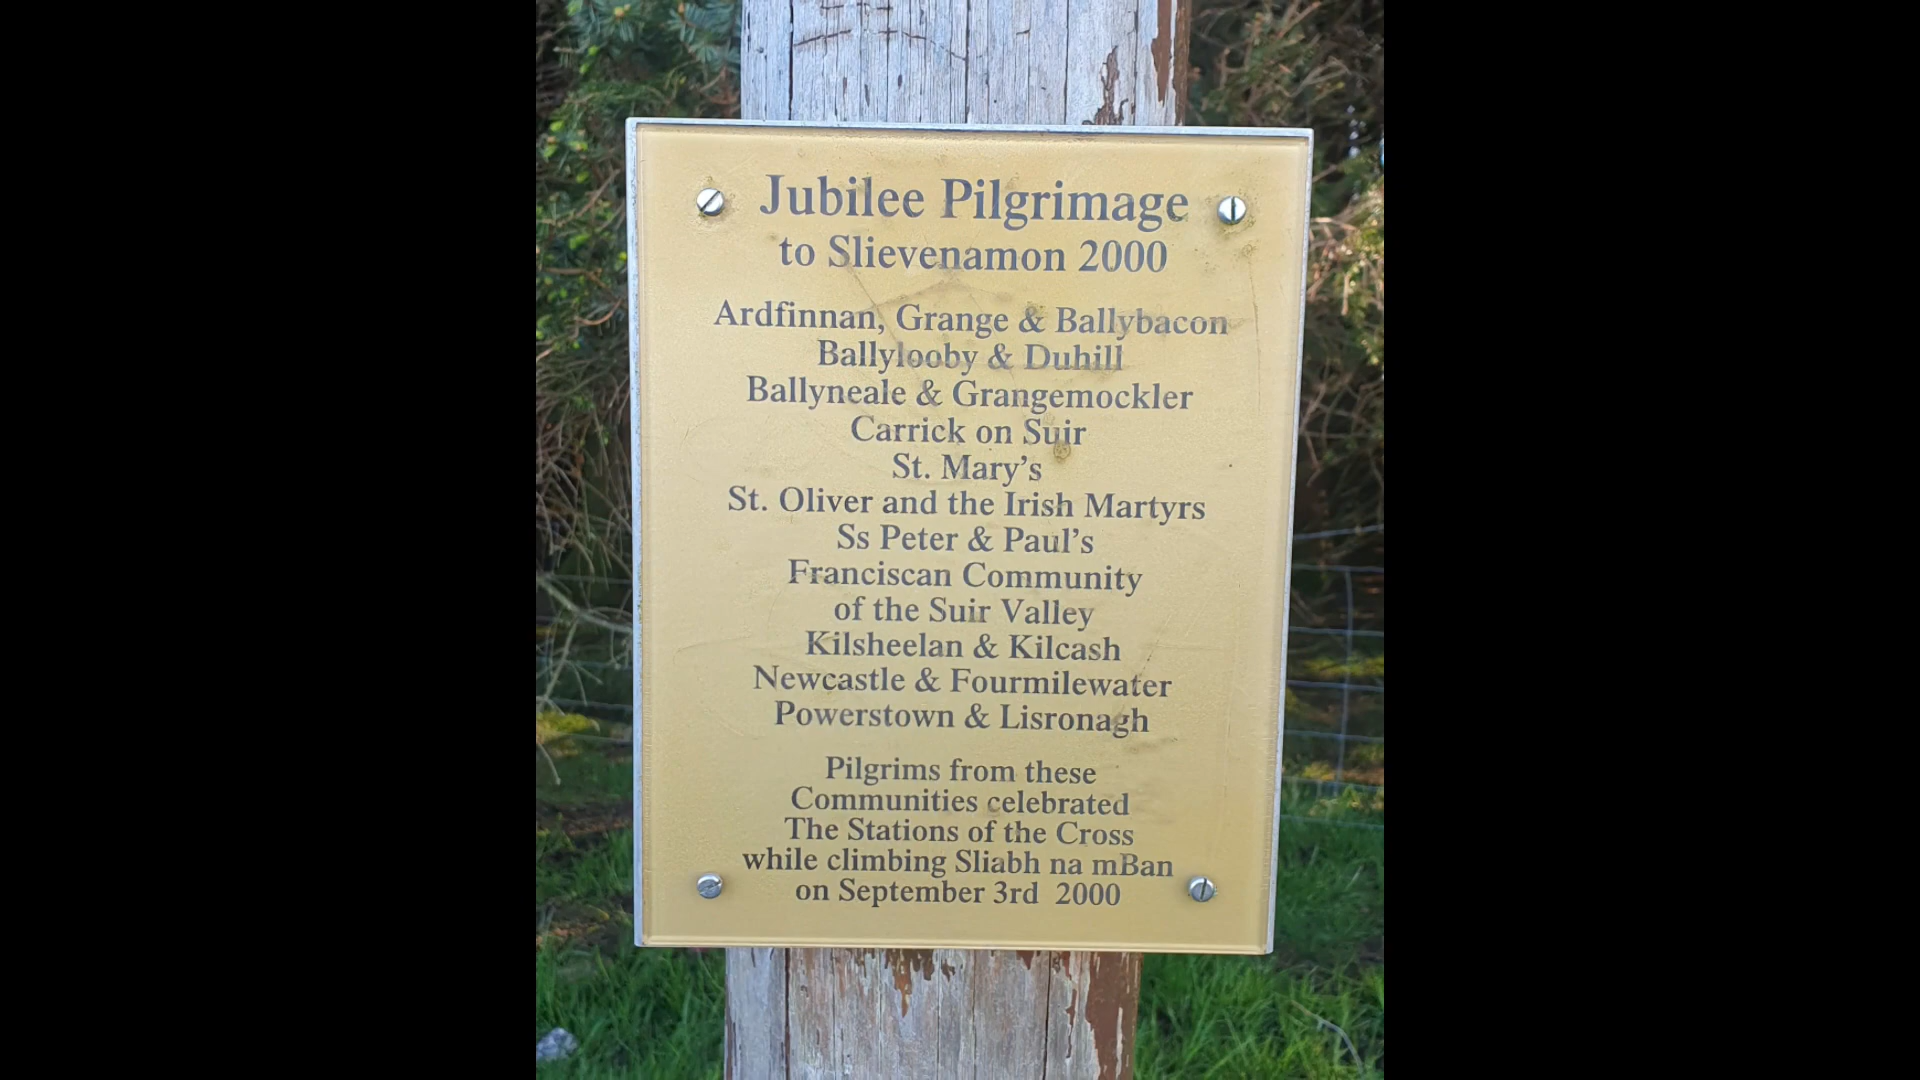 Jubilee Pilgrimage
to Slievenamon 2000
Ardfinnan, Grange & Ballybacon
Ballylooby & Duhill
Ballyneale & Grangemockler
Carrick on Suir
St. Mary's
St. Oliver and the Irish Martyrs
Ss Peter & Paul's
Franciscan Community
of the Suir Valley
Kilsheelan & Kilcash
Newcastle & Fourmilewater
Powerstown & Lisronagh
Pilgrims from these
Communities celebrated
The Stations of the Cross
while climbing Sliabh na mBan
on September 3rd 2000